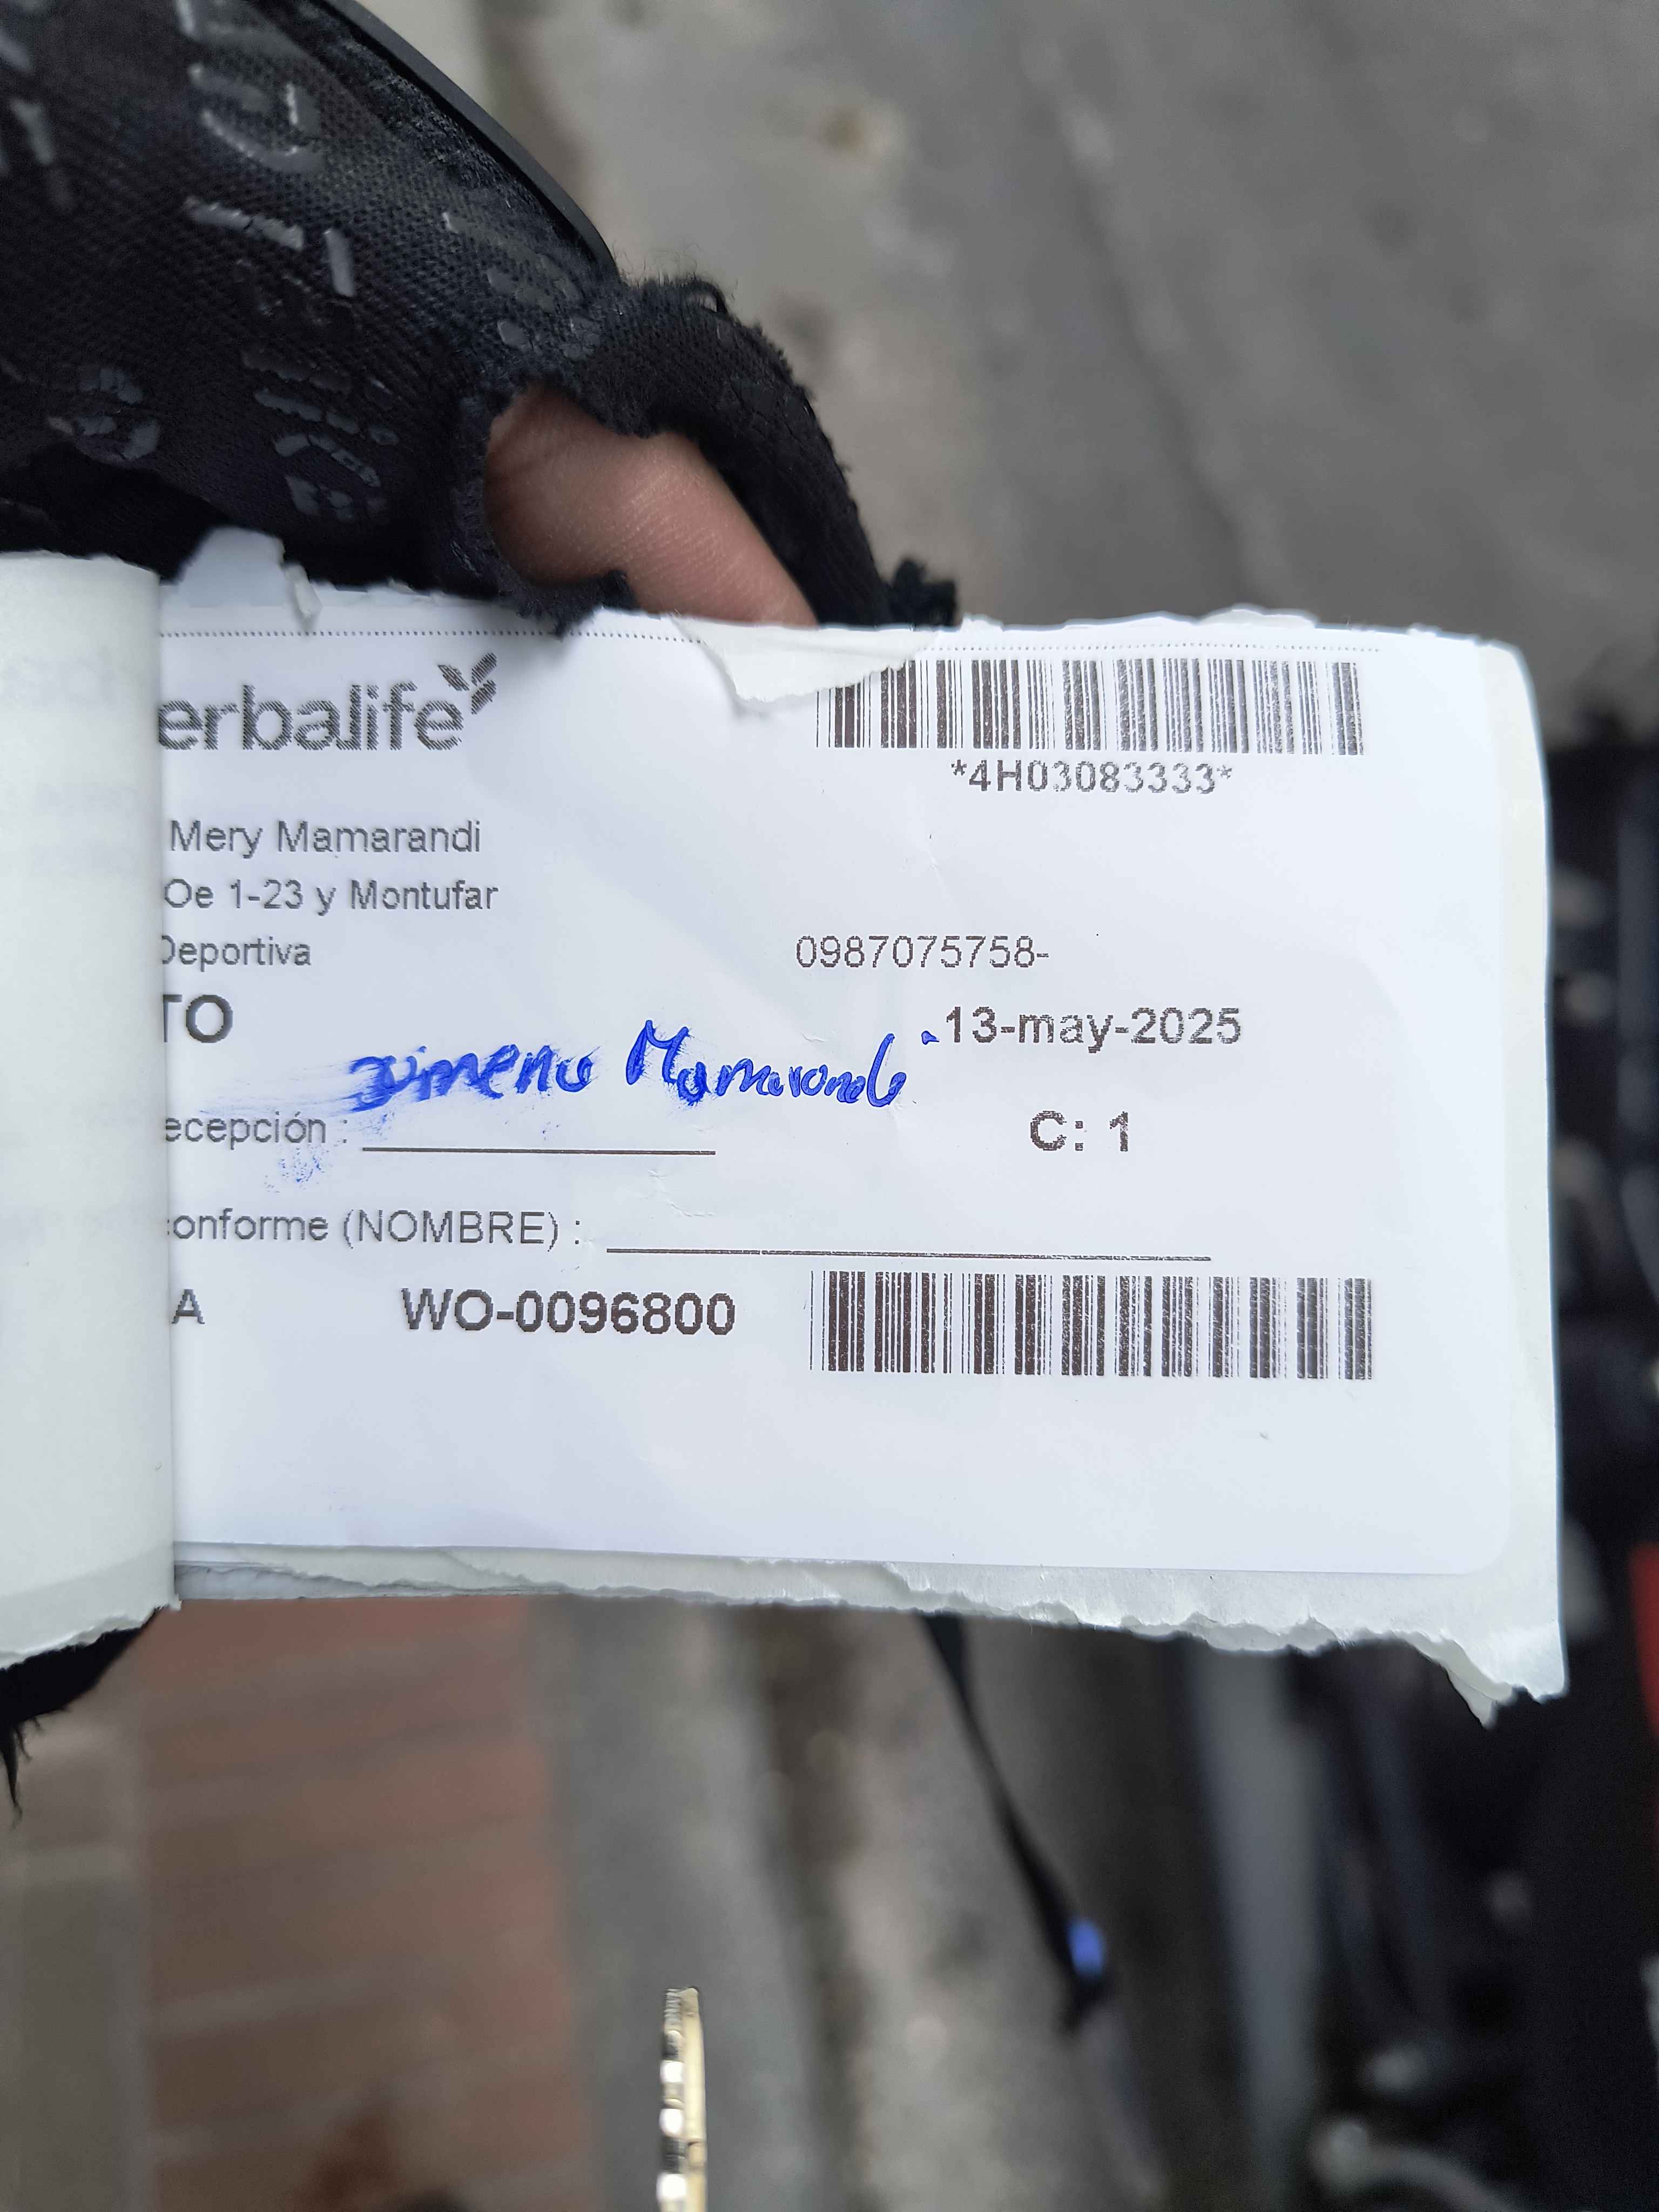 erbalife
*4H03083333*
Mery Mamarandi
Oe 1-23 y Montufar
Deportiva 0987075758-
TO 13-may-2025
Ximena Mamarandi
ecepción : C: 1
conforme (NOMBRE) :
A WO-0096800